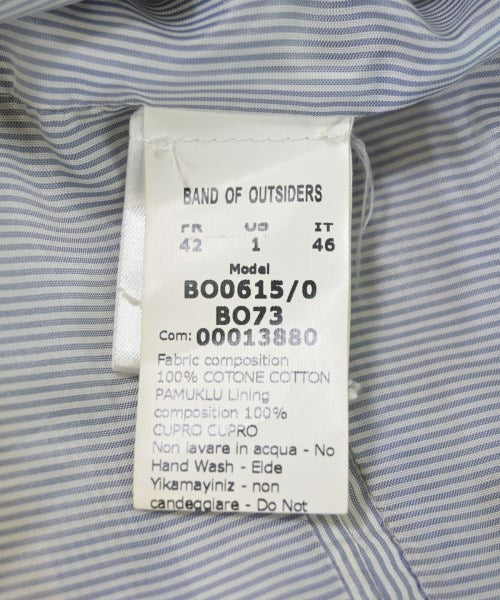 BAND OF OUTSIDERS
FR US IT
42 1 46
Model
BO0615/0
BO73
Com: 00013880
Fabric composition
100% COTONE COTTON
PAMUKLU Lining
composition 100%
CUPRO CUPRO
Non lavare in acqua - No
Hand Wash - Elde
Yikamayiniz - non
candeggiare - Do Not